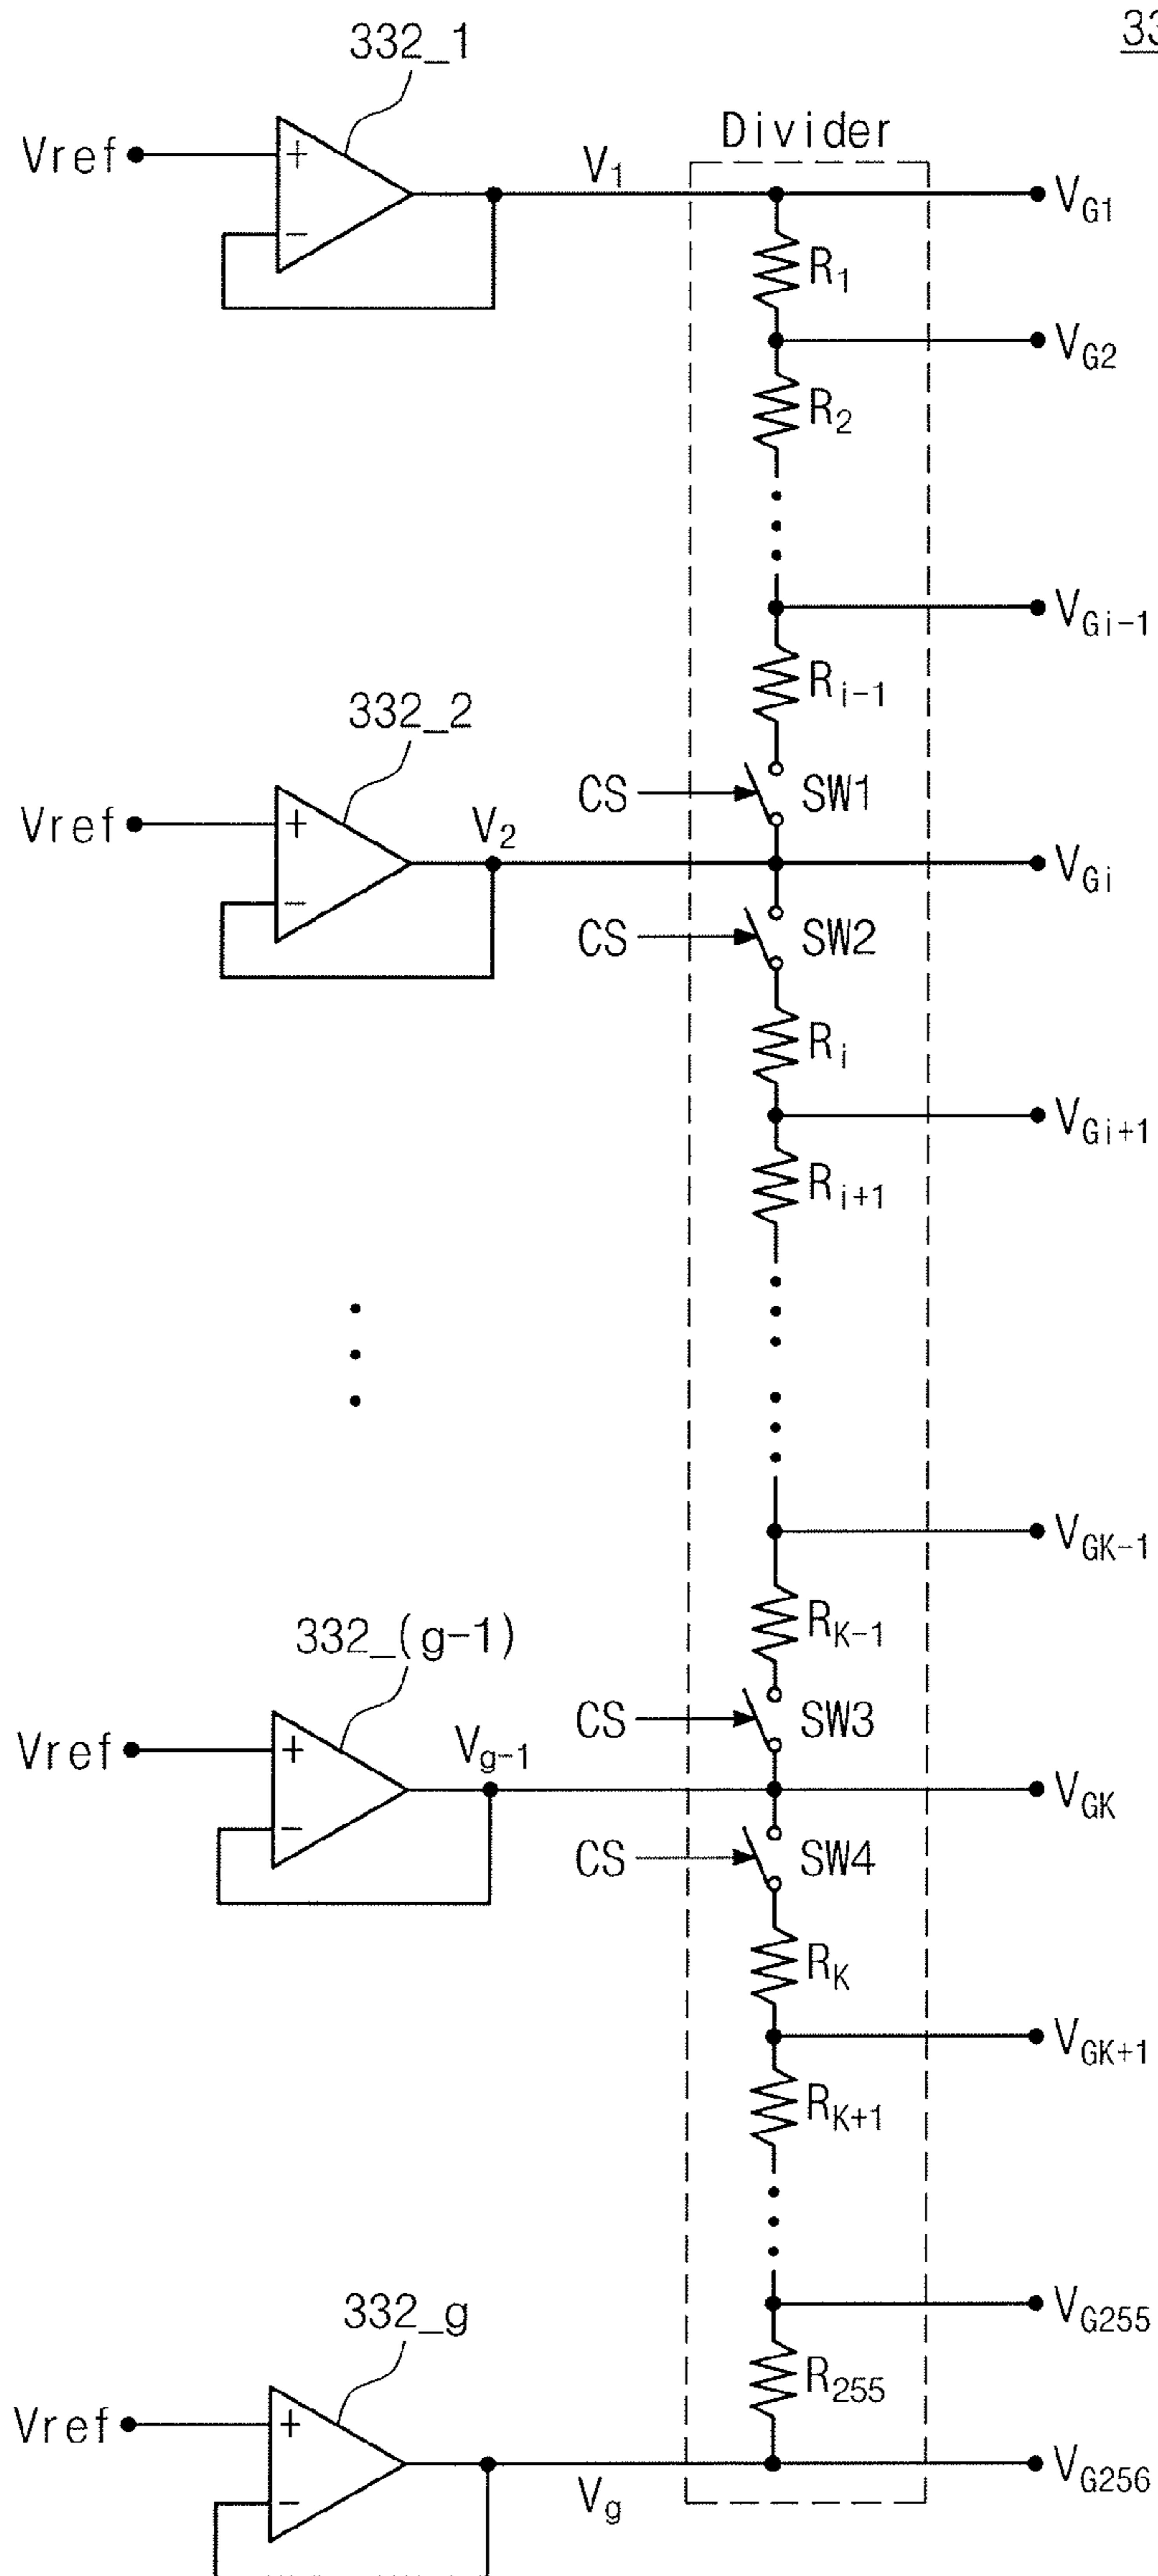 33
332_1
Divider
Vref
+
V1
VG1
−
R1
VG2
R2
VGi-1
Ri-1
332_2
CS
SW1
Vref
+
V2
VGi
−
CS
SW2
Ri
VGi+1
Ri+1
VGK-1
RK-1
332_(g-1)
CS
SW3
Vref
+
Vg-1
VGK
−
CS
SW4
RK
VGK+1
RK+1
332_g
VG255
R255
Vref
+
VG256
Vg
−